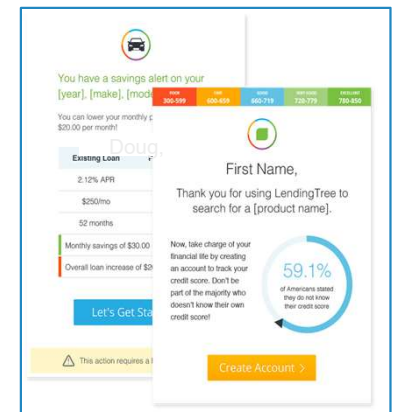 You have a savings alert on your
[year], [make], [mode
You can lower your monthly p
$20.00 per month!
Doug,
Existing Loan
2.12% APR
$250/mo
52 months
Monthly savings of $30.00
Overall loan increase of $2
Let's Get Sta
This action requires a
300-599
600-659
660-719
720-779
EXCELLENT
780-850
First Name,
Thank you for using LendingTree to
search for a [product name].
Now, take charge of your
financial life by creating
an account to track your
credit score. Don't be
part of the majority who
doesn't know their own
credit score!
59.1%
of Americans stated
they do not know
their credit score
Create Account >